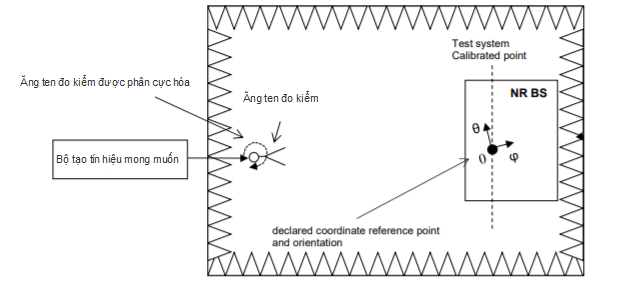 Test system
Calibrated point
Ăng ten đo kiểm được phân cực hóa
Ăng ten đo kiểm
NR BS
θ
Bộ tạo tín hiệu mong muốn
0
φ
declared coordinate reference point
and orientation